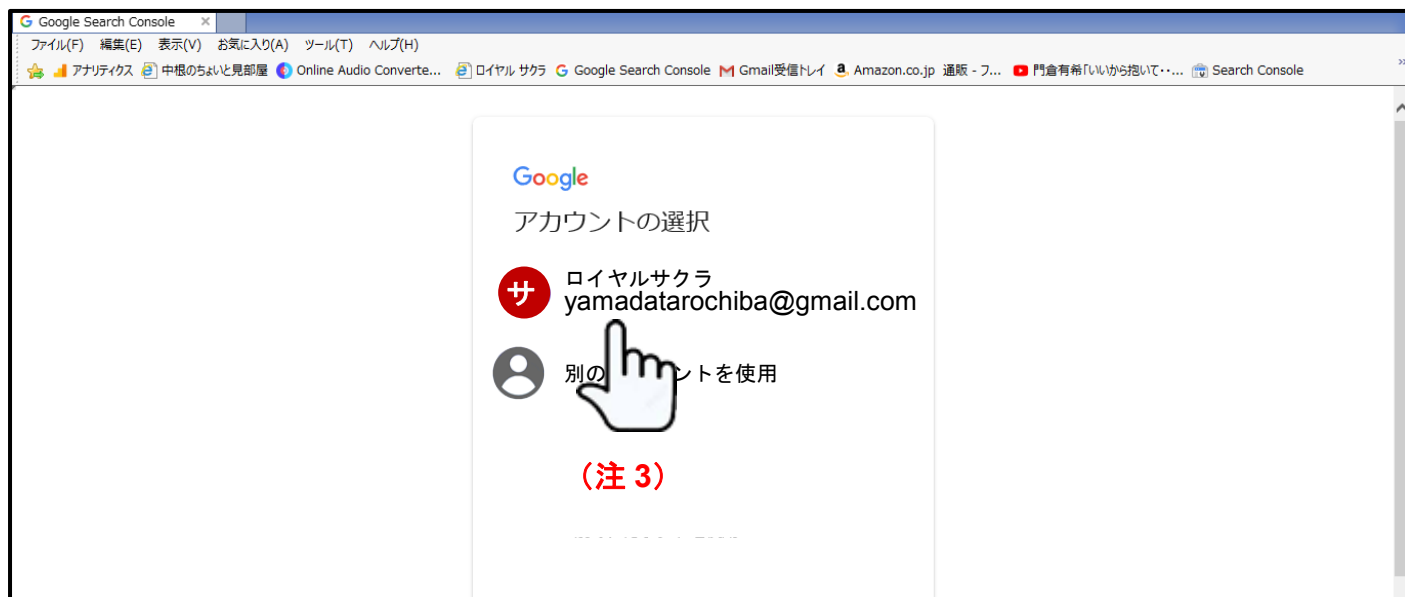 Google Search Console ×
ファイル(F) 編集(E) 表示(V) お気に入り(A) ツール(T) ヘルプ(H)
アナリティクス 中根のちょいと見部屋 Online Audio Converte... ロイヤル サクラ Google Search Console Gmail受信トレイ Amazon.co.jp 通販 - フ... 門倉有希「いいから抱いて・・... Search Console »
Google
アカウントの選択
サ
ロイヤルサクラ
yamadatarochiba@gmail.com
別の ントを使用
（注 3）